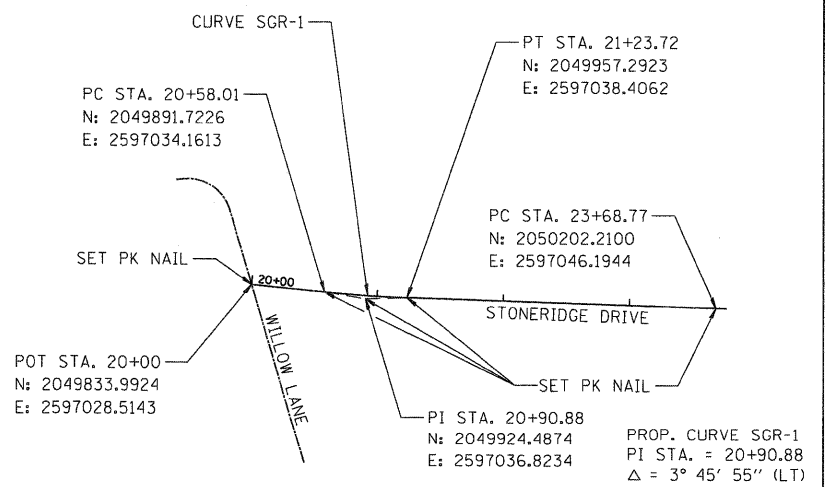 CURVE SGR-1
PT STA. 21+23.72
N: 2049957.2923
E: 2597038.4062
PC STA. 20+58.01
N: 2049891.7226
E: 2597034.1613
PC STA. 23+68.77
N: 2050202.2100
E: 2597046.1944
SET PK NAIL
20+00
STONERIDGE DRIVE
WILLOW LANE
POT STA. 20+00
N: 2049833.9924
E: 2597028.5143
SET PK NAIL
PI STA. 20+90.88
N: 2049924.4874
E: 2597036.8234
PROP. CURVE SGR-1
PI STA. = 20+90.88
Δ = 3° 45' 55" (LT)